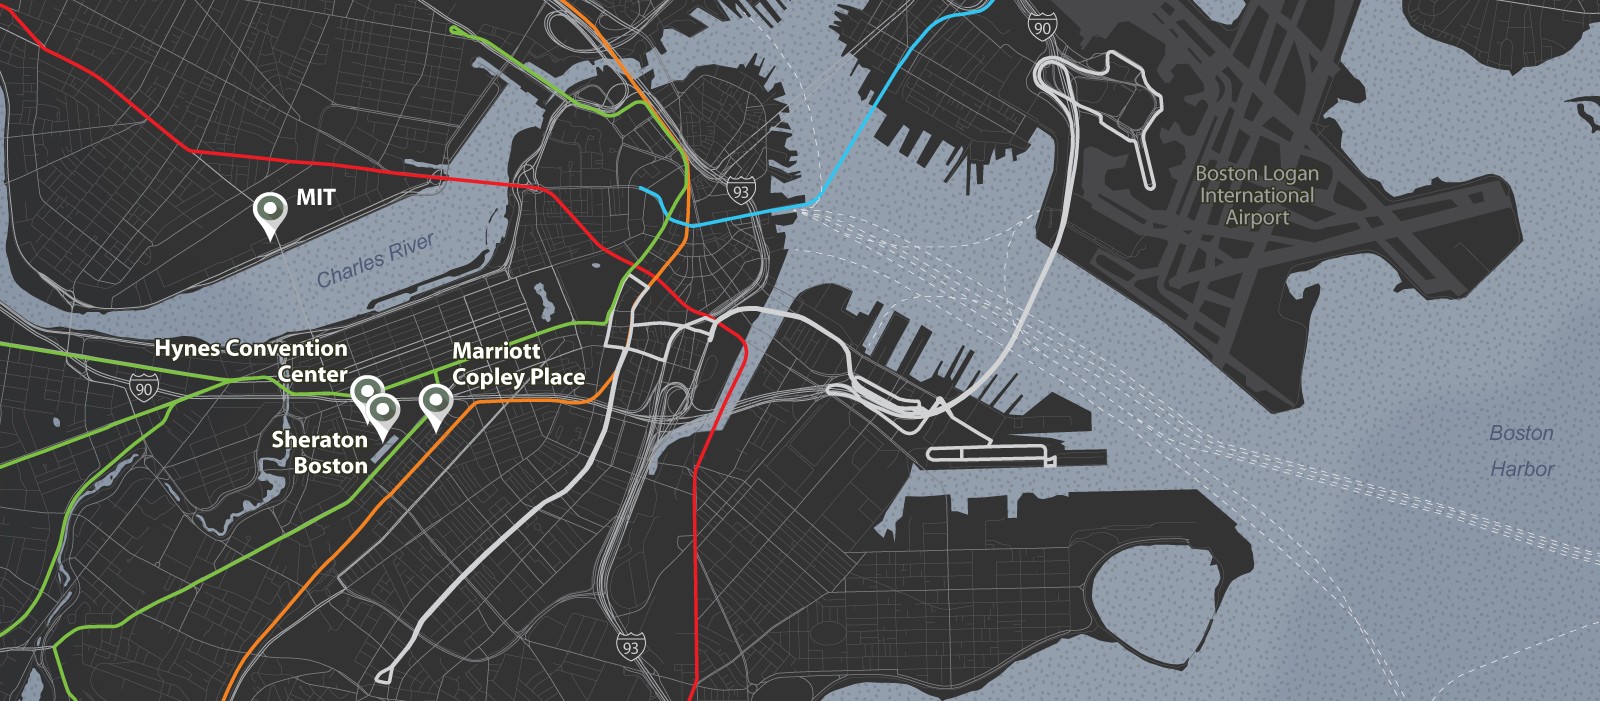 90
93
Boston Logan
International
Airport
MIT
Charles River
Hynes Convention
Center
Marriott
Copley Place
90
Sheraton
Boston
Boston
Harbor
93